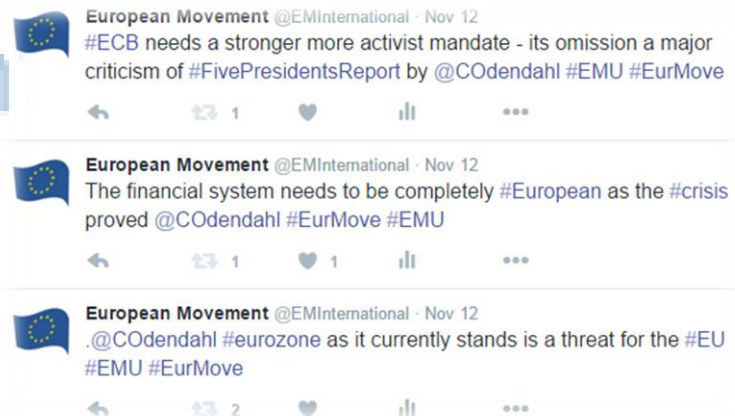 European Movement @EMInternational · Nov 12
#ECB needs a stronger more activist mandate - its omission a major
criticism of #FivePresidentsReport by @COdendahl #EMU #EurMove
1
European Movement @EMInternational · Nov 12
The financial system needs to be completely #European as the #crisis
proved @COdendahl #EurMove #EMU
1 1
European Movement @EMInternational · Nov 12
.@COdendahl #eurozone as it currently stands is a threat for the #EU
#EMU #EurMove
2